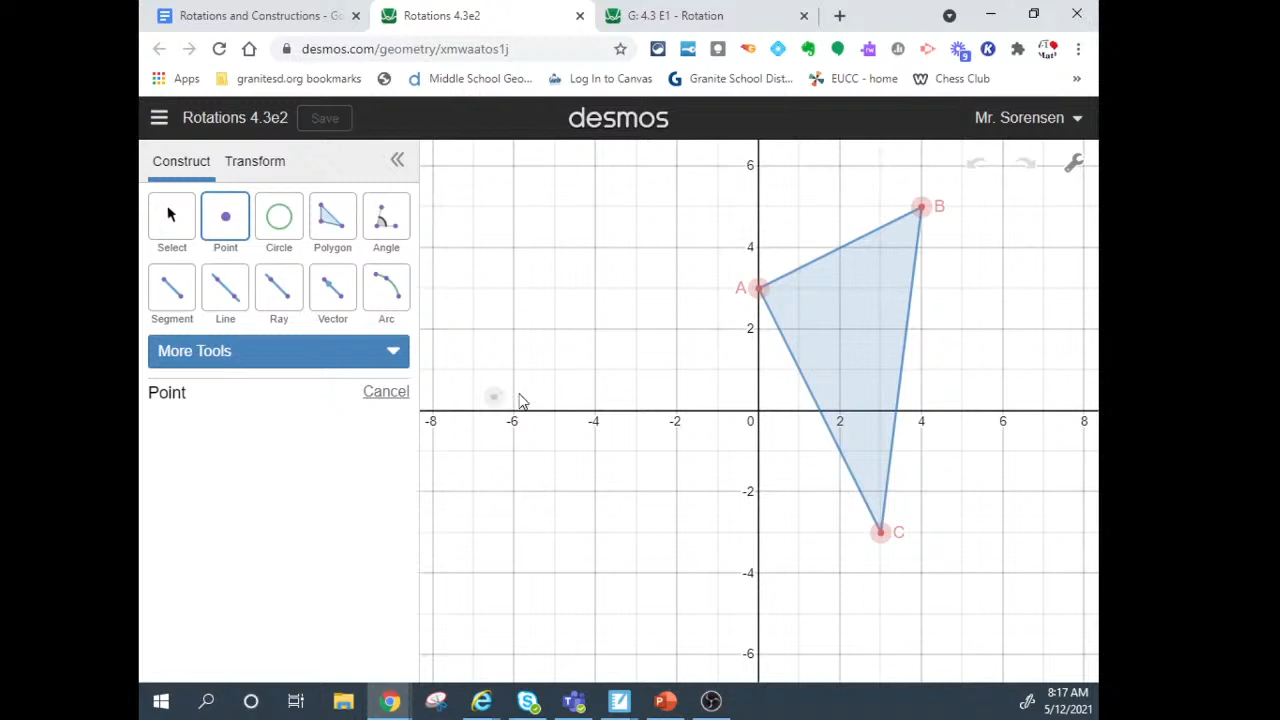 Rotations and Constructions - Go
Rotations 4.3e2
G: 4.3 E1 - Rotation
desmos.com/geometry/xmwaatos1j
Apps
granitesd.org bookmarks
Middle School Geo...
Log In to Canvas
Granite School Dist...
EUCC - home
Chess Club
»
Rotations 4.3e2
Save
desmos
Mr. Sorensen
Construct
Transform
Select
Point
Circle
Polygon
Angle
Segment
Line
Ray
Vector
Arc
More Tools
Point
Cancel
6
B
4
A
2
-8 -6 -4 -2 0 2 4 6 8
-2
C
-4
-6
8:17 AM
5/12/2021